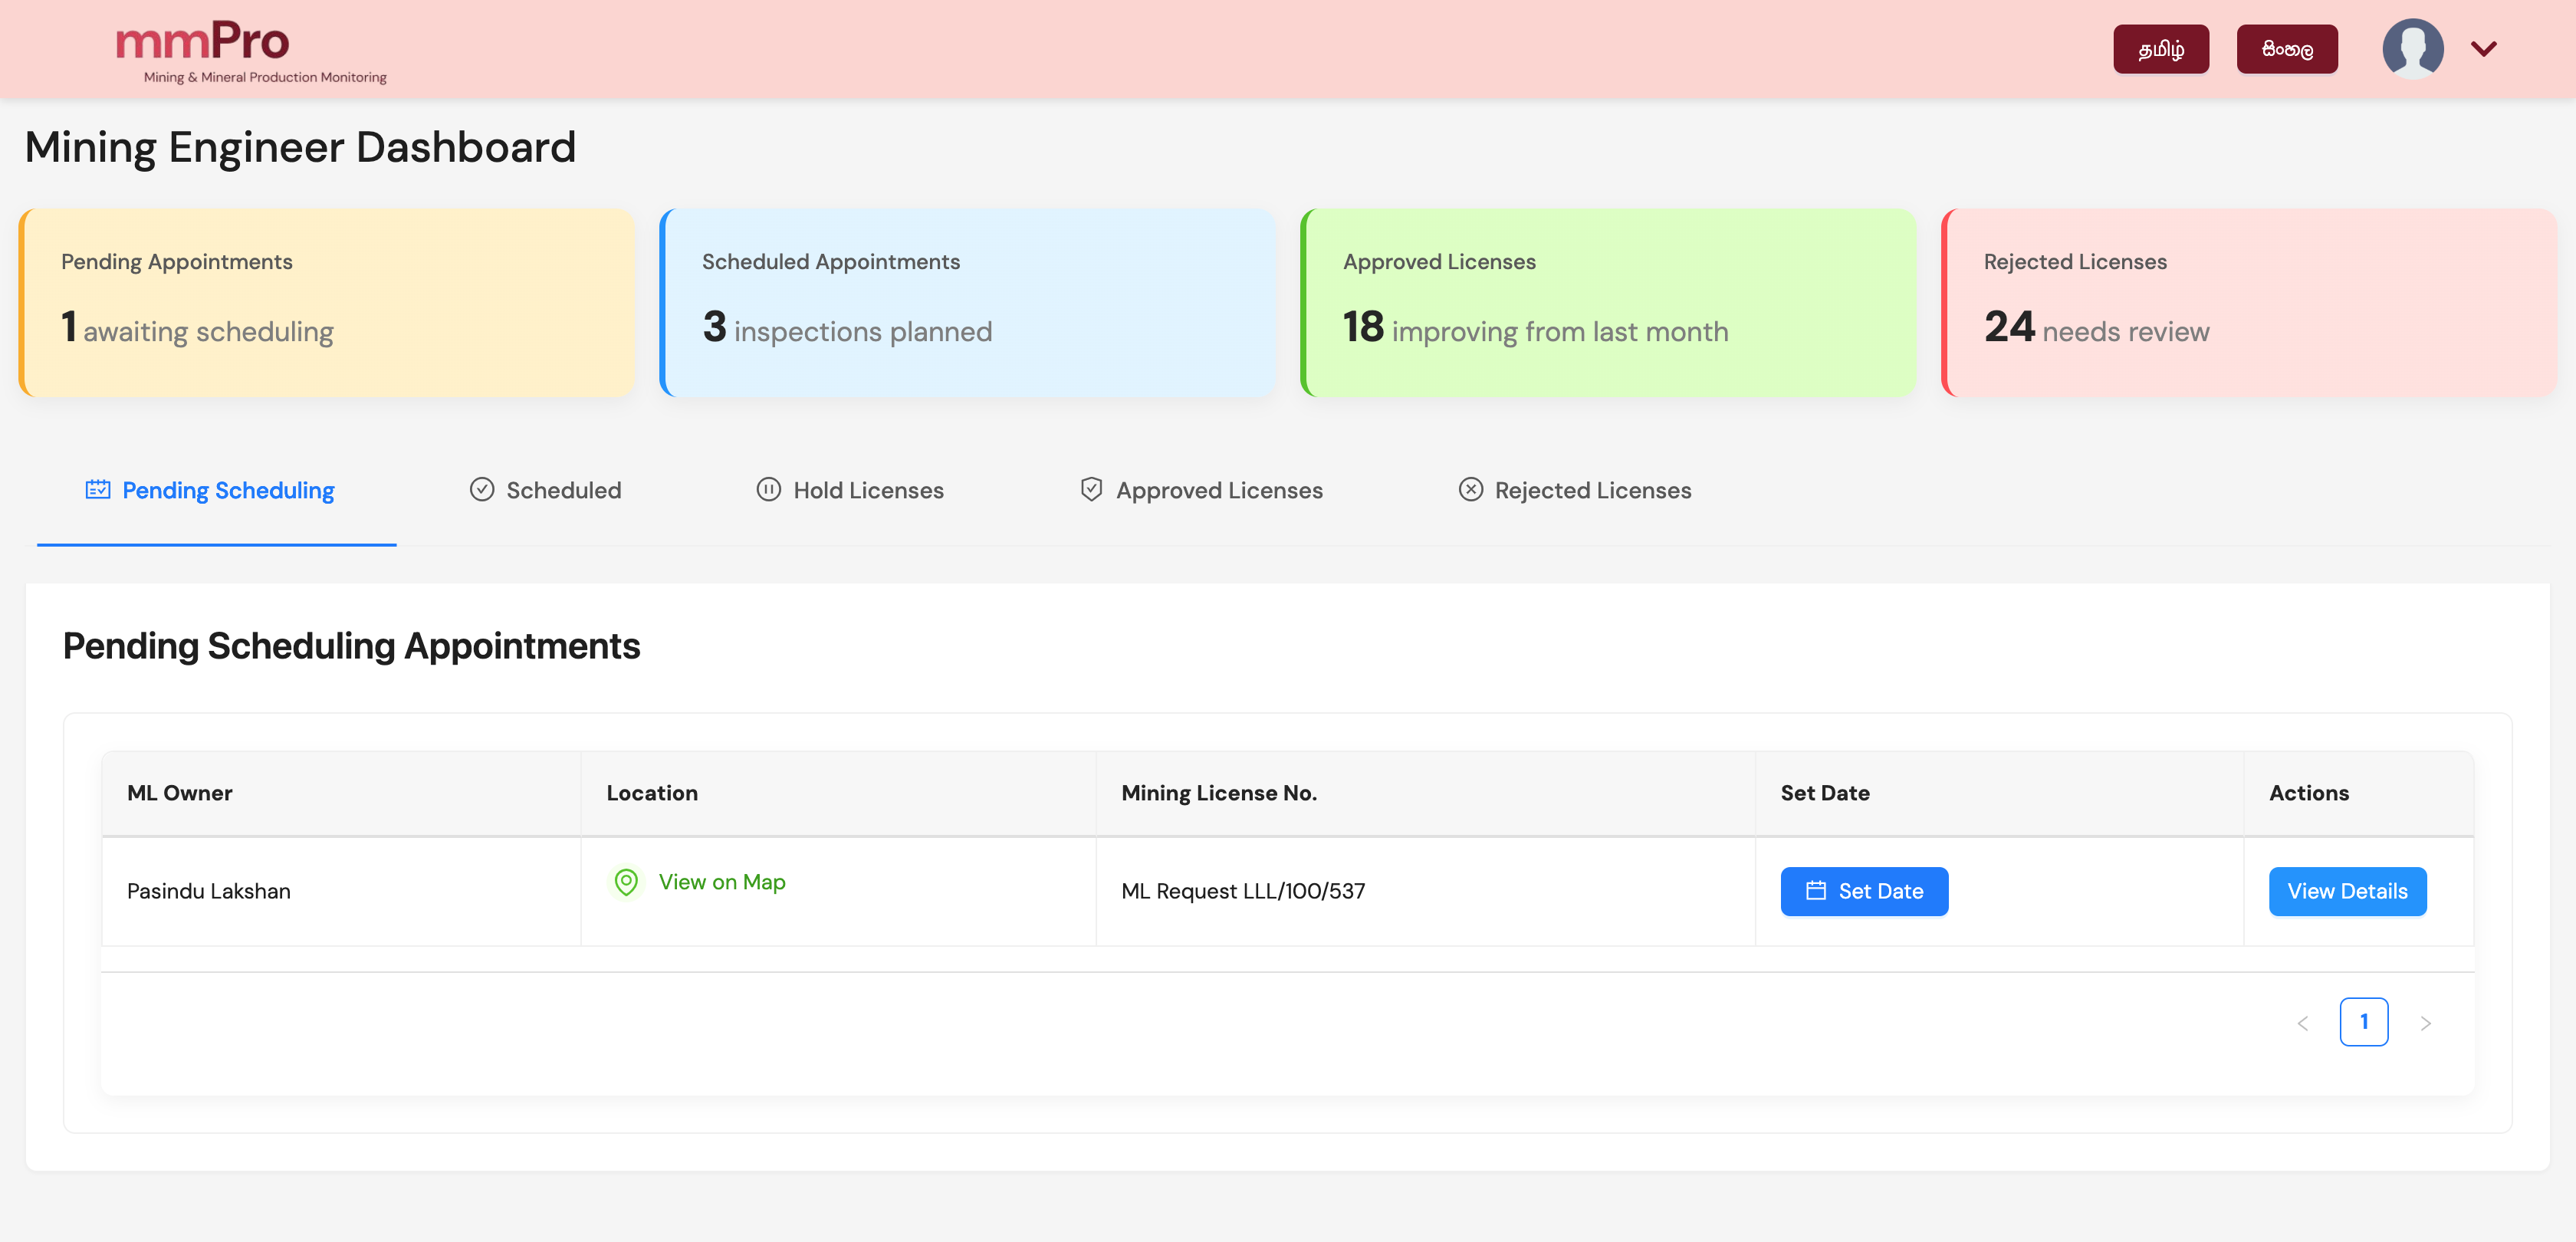 mmPro
Mining & Mineral Production Monitoring
தமிழ்
සිංහල
Mining Engineer Dashboard
Pending Appointments
1 awaiting scheduling
Scheduled Appointments
3 inspections planned
Approved Licenses
18 improving from last month
Rejected Licenses
24 needs review
Pending Scheduling
Scheduled
Hold Licenses
Approved Licenses
Rejected Licenses
Pending Scheduling Appointments
ML Owner
Location
Mining License No.
Set Date
Actions
Pasindu Lakshan
View on Map
ML Request LLL/100/537
Set Date
View Details
1